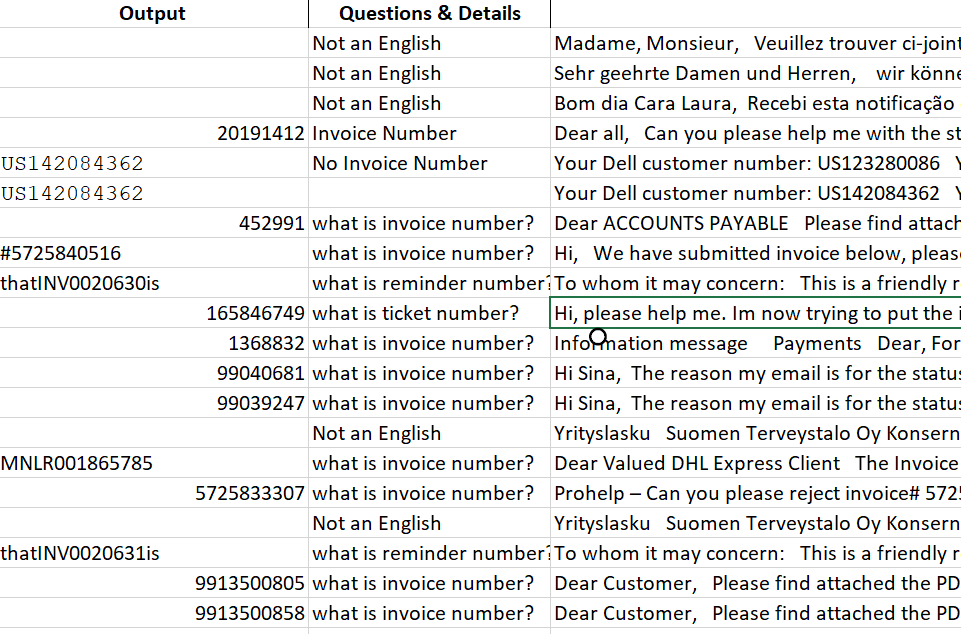 Output Questions & Details
Not an English Madame, Monsieur, Veuillez trouver ci-joint
Not an English Sehr geehrte Damen und Herren, wir könne
Not an English Bom dia Cara Laura, Recebi esta notificação
20191412 Invoice Number Dear all, Can you please help me with the st
US142084362 No Invoice Number Your Dell customer number: US123280086 Y
US142084362 Your Dell customer number: US142084362 Y
452991 what is invoice number? Dear ACCOUNTS PAYABLE Please find attach
#5725840516 what is invoice number? Hi, We have submitted invoice below, please
thatINV0020630is what is reminder number? To whom it may concern: This is a friendly r
165846749 what is ticket number? Hi, please help me. Im now trying to put the i
1368832 what is invoice number? Information message Payments Dear, For
99040681 what is invoice number? Hi Sina, The reason my email is for the status
99039247 what is invoice number? Hi Sina, The reason my email is for the status
Not an English Yrityslasku Suomen Terveystalo Oy Konsern
MNLR001865785 what is invoice number? Dear Valued DHL Express Client The Invoice
5725833307 what is invoice number? Prohelp – Can you please reject invoice# 5725
Not an English Yrityslasku Suomen Terveystalo Oy Konsern
thatINV0020631is what is reminder number? To whom it may concern: This is a friendly r
9913500805 what is invoice number? Dear Customer, Please find attached the PD
9913500858 what is invoice number? Dear Customer, Please find attached the PD